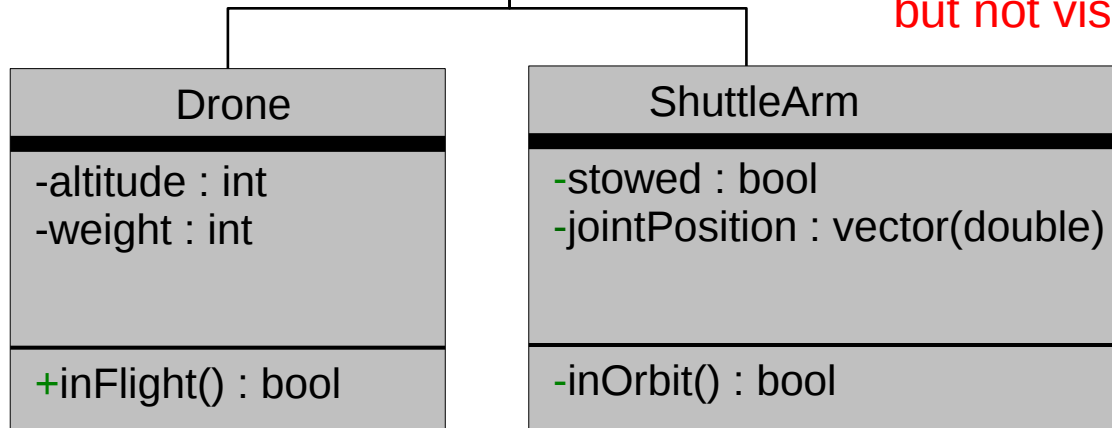 but not vis
Drone
-altitude : int
-weight : int
+inFlight() : bool
ShuttleArm
-stowed : bool
-jointPosition : vector(double)
-inOrbit() : bool